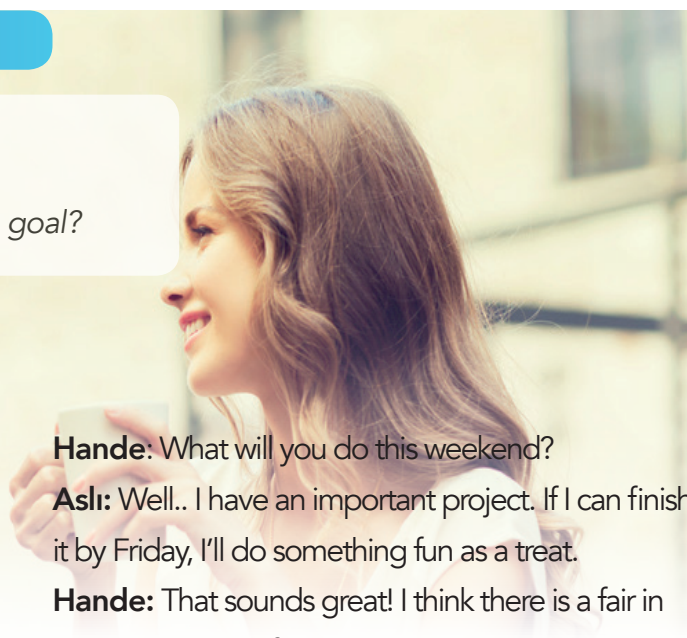 goal?
Hande: What will you do this weekend?
Aslı: Well.. I have an important project. If I can finish
it by Friday, I'll do something fun as a treat.
Hande: That sounds great! I think there is a fair in